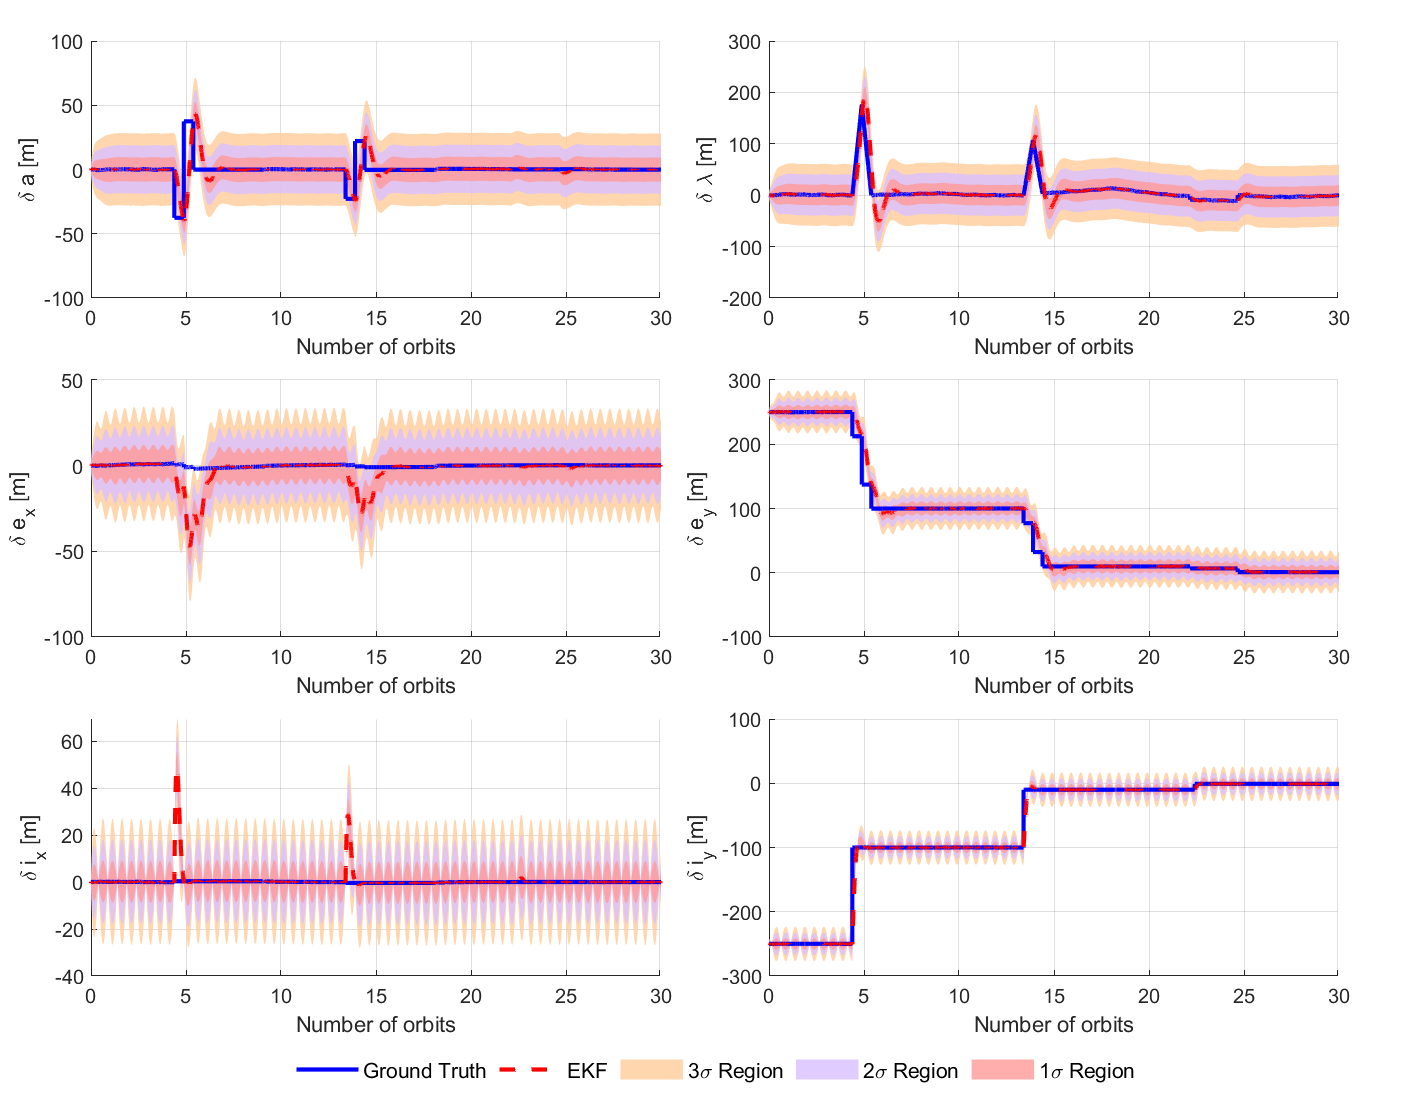 100
50
0
-50
-100
δ a [m]
0 5 10 15 20 25 30
Number of orbits
300
200
100
0
-100
-200
δ λ [m]
0 5 10 15 20 25 30
Number of orbits
50
0
-50
-100
δ e_x [m]
0 5 10 15 20 25 30
Number of orbits
300
200
100
0
-100
δ e_y [m]
0 5 10 15 20 25 30
Number of orbits
60
40
20
0
-20
-40
δ i_x [m]
0 5 10 15 20 25 30
Number of orbits
100
0
-100
-200
-300
δ i_y [m]
0 5 10 15 20 25 30
Number of orbits
Ground Truth EKF 3σ Region 2σ Region 1σ Region